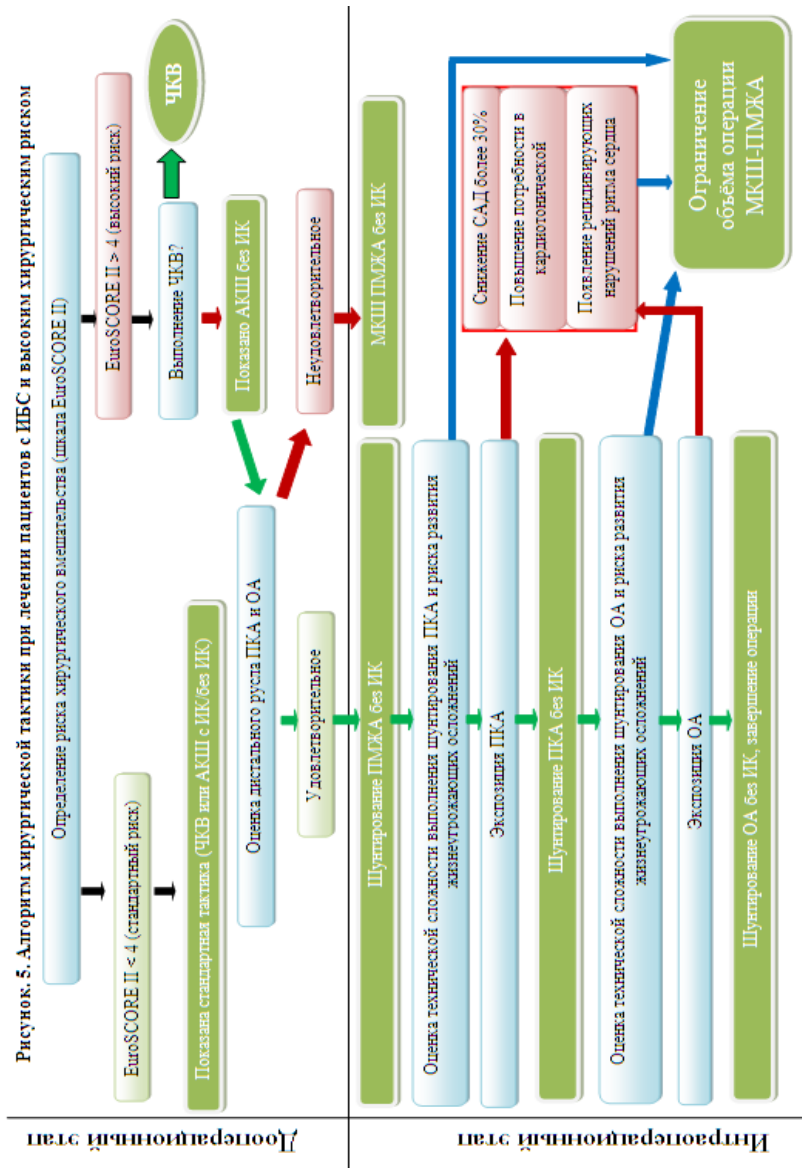 Рисунок. 5. Алгоритм хирургической тактики при лечении пациентов с ИБС и высоким хирургическим риском
Дооперационный этап
Определение риска хирургического вмешательства (шкала EuroSCORE II)
EuroSCORE II < 4 (стандартный риск)
EuroSCORE II > 4 (высокий риск)
Показана стандартная тактика (ЧКВ или АКШ с ИК/без ИК)
Выполнение ЧКВ?
ЧКВ
Показано АКШ без ИК
Оценка дистального русла ПКА и ОА
Удовлетворительное
Неудовлетворительное
Интраоперационный этап
Шунтирование ПМЖА без ИК
МКШ ПМЖА без ИК
Оценка технической сложности выполнения шунтирования ПКА и риска развития
жизнеугрожающих осложнений
Экспозиция ПКА
Снижение САД более 30%
Повышение потребности в
кардиотонической
Появление рецидивирующих
нарушений ритма сердца
Шунтирование ПКА без ИК
Оценка технической сложности выполнения шунтирования ОА и риска развития
жизнеугрожающих осложнений
Экспозиция ОА
Шунтирование ОА без ИК, завершение операции
Ограничение
объёма операции
МКШ-ПМЖА